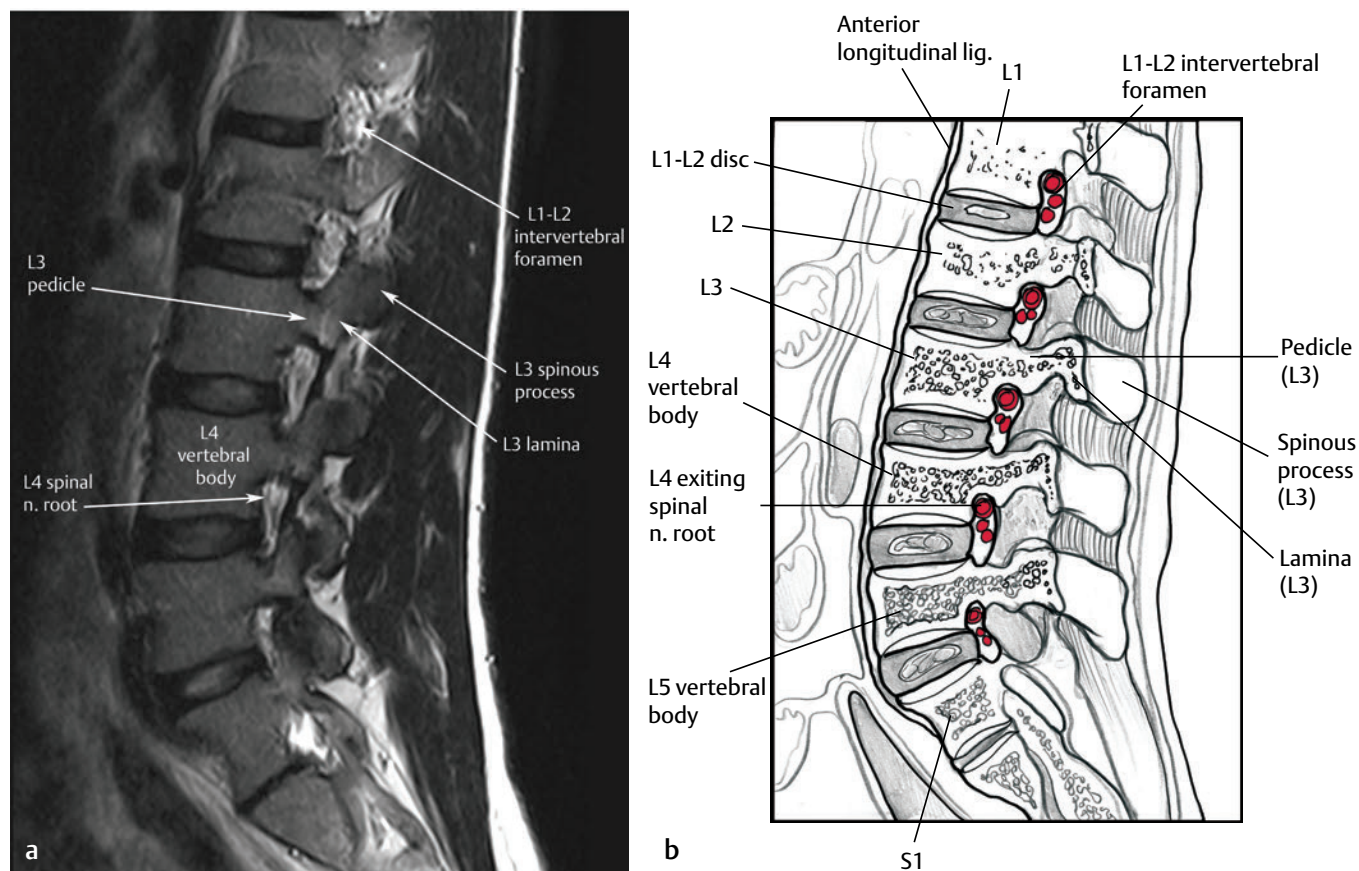 L1-L2
intervertebral
foramen
L3
pedicle
L3 spinous
process
L3 lamina
L4
vertebral
body
L4 spinal
n. root
a
Anterior
longitudinal lig.
L1
L1-L2 intervertebral
foramen
L1-L2 disc
L2
L3
L4
vertebral
body
L4 exiting
spinal
n. root
L5 vertebral
body
Pedicle
(L3)
Spinous
process
(L3)
Lamina
(L3)
S1
b